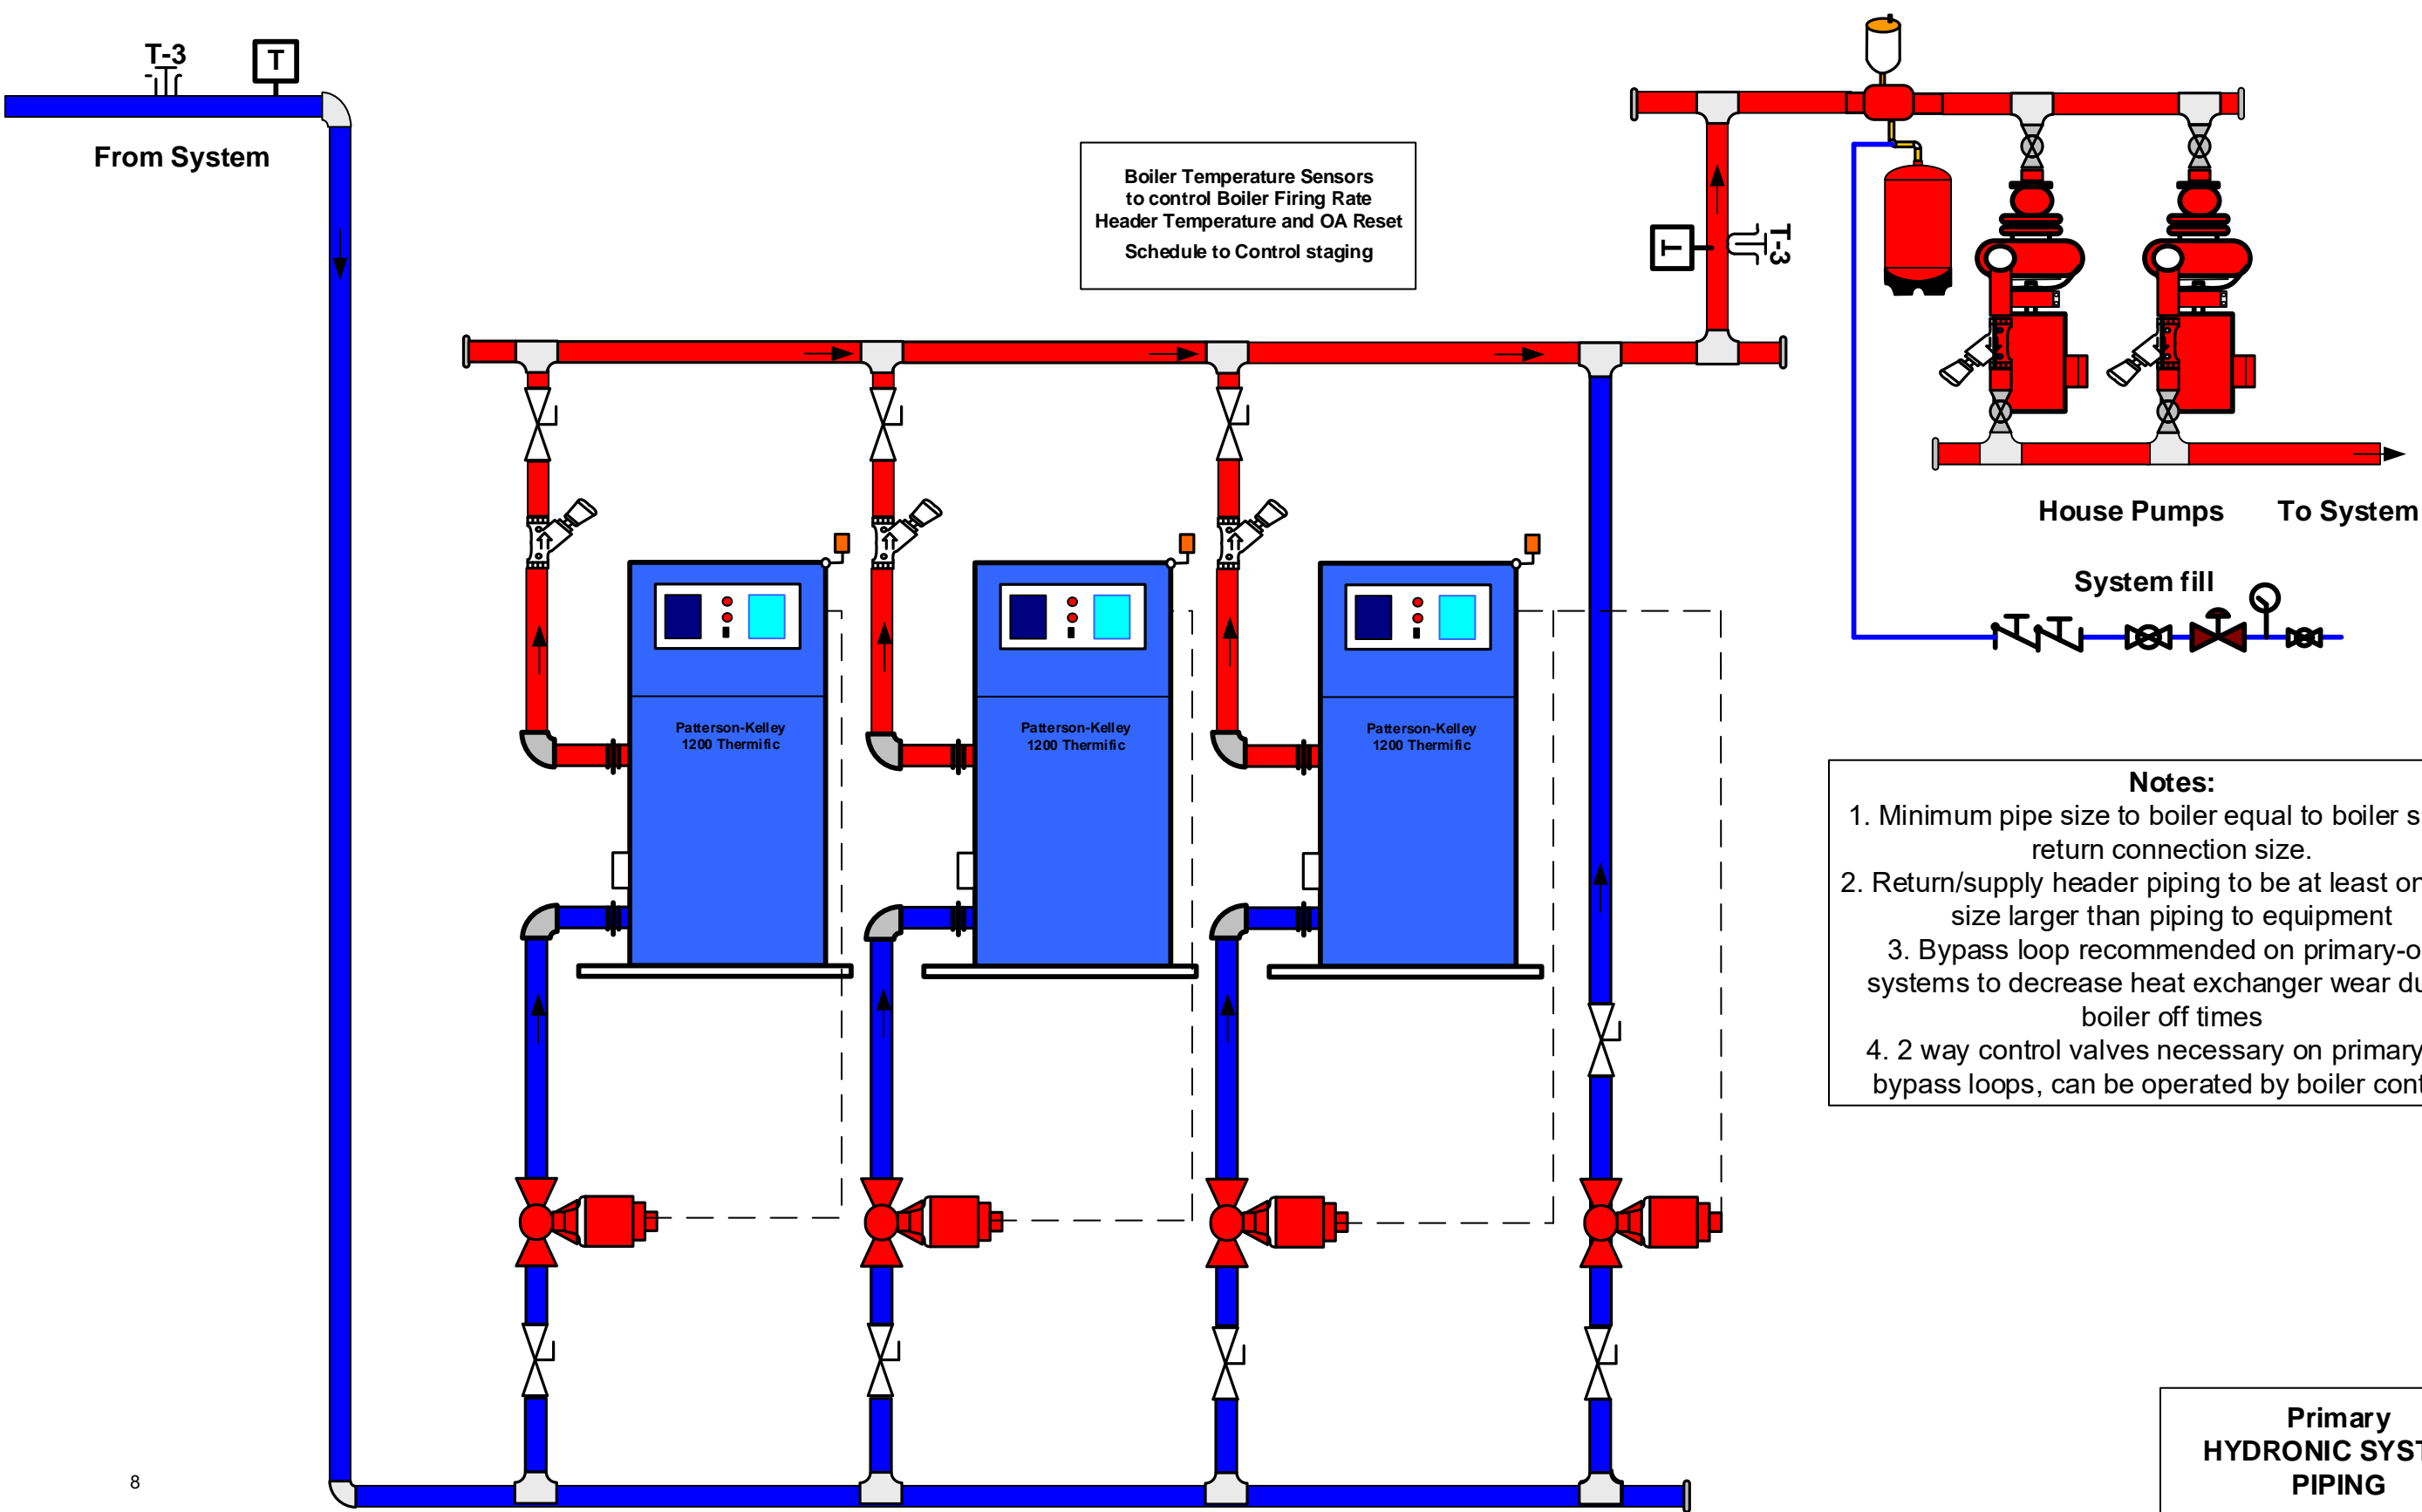 T-3
T
From System
Boiler Temperature Sensors
to control Boiler Firing Rate
Header Temperature and OA Reset
Schedule to Control staging
T
T-3
House Pumps
To System
System fill
Patterson-Kelley
1200 Thermific
Patterson-Kelley
1200 Thermific
Patterson-Kelley
1200 Thermific
Notes:
1. Minimum pipe size to boiler equal to boiler s
return connection size.
2. Return/supply header piping to be at least on
size larger than piping to equipment
3. Bypass loop recommended on primary-o
systems to decrease heat exchanger wear du
boiler off times
4. 2 way control valves necessary on primary
bypass loops, can be operated by boiler cont
Primary
HYDRONIC SYST
PIPING
8